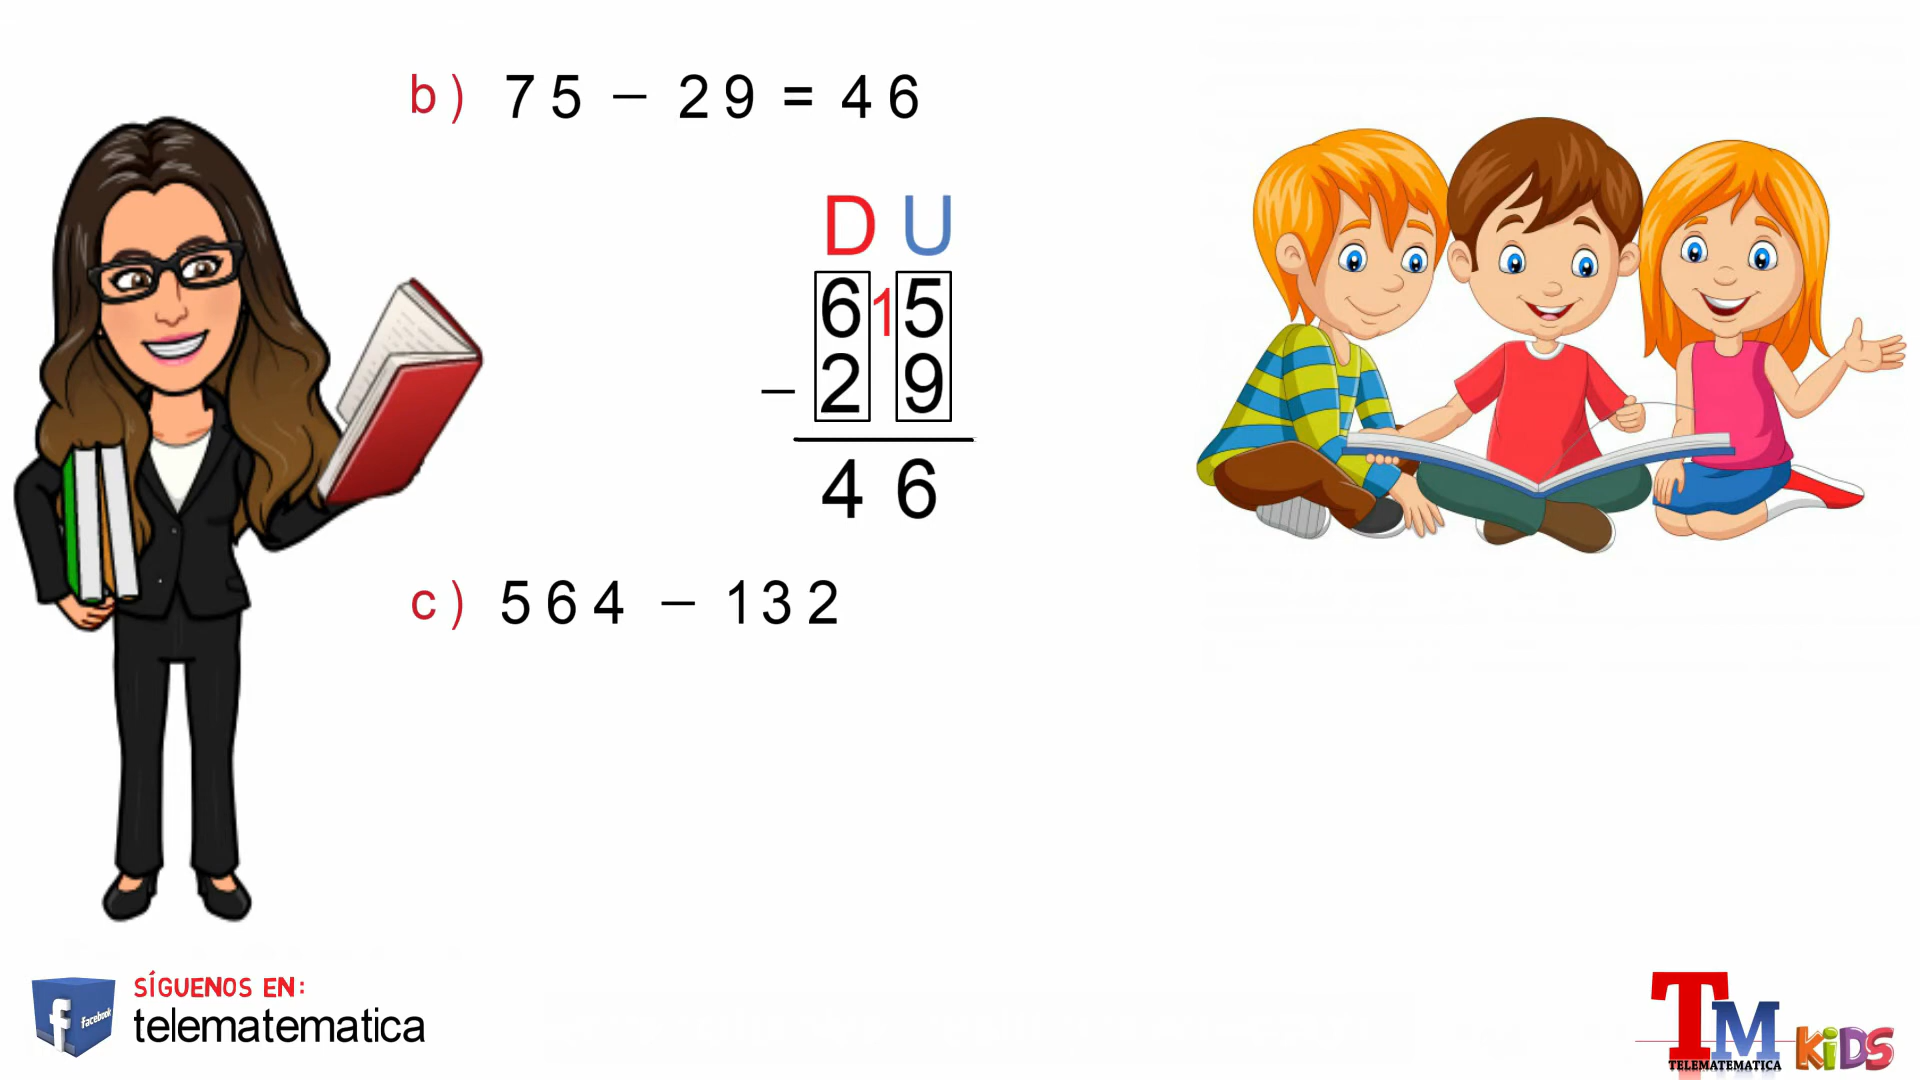 b) 75 – 29 = 46
D U
6 1 5
– 2 9
4 6
c) 564 – 132
SÍGUENOS EN:
facebook
telematematica
TM KiDS
TELEMATEMATICA